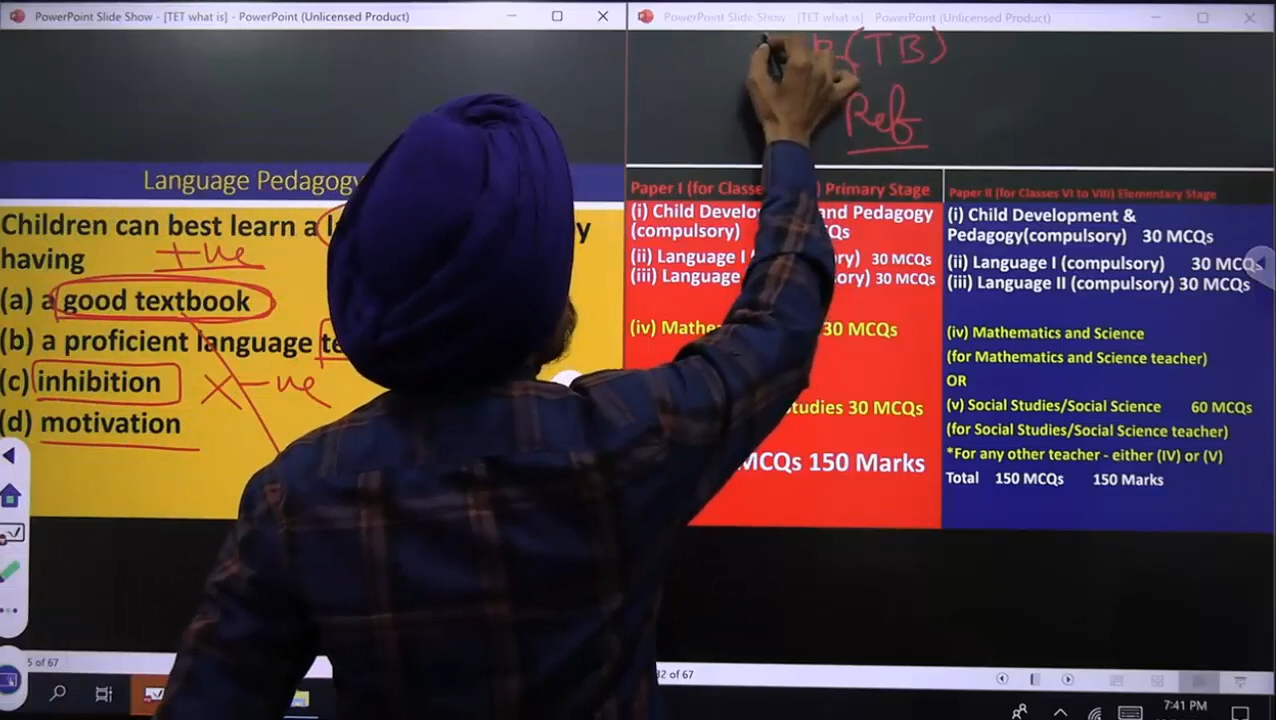 PowerPoint Slide Show - [TET what is] - PowerPoint (Unlicensed Product)
PowerPoint Slide Show - [TET what is] - PowerPoint (Unlicensed Product)
(TB)
Ref
Language Pedagogy
Children can best learn a
having
+ve
(a) a good textbook
(b) a proficient language
(c) inhibition
X -ve
(d) motivation
5 of 67
Paper I (for Classe ) Primary Stage
(i) Child Develo and Pedagogy
(compulsory)
(ii) Language I 30 MCQs
(iii) Language 30 MCQs
(iv) Mathe 30 MCQs
tudies 30 MCQs
MCQs 150 Marks
Paper II (for Classes VI to VIII) Elementary Stage
(i) Child Development &
Pedagogy(compulsory) 30 MCQs
(ii) Language I (compulsory) 30 MCQs
(iii) Language II (compulsory) 30 MCQs
(iv) Mathematics and Science
(for Mathematics and Science teacher)
OR
(v) Social Studies/Social Science 60 MCQs
(for Social Studies/Social Science teacher)
*For any other teacher - either (IV) or (V)
Total 150 MCQs 150 Marks
32 of 67
7:41 PM